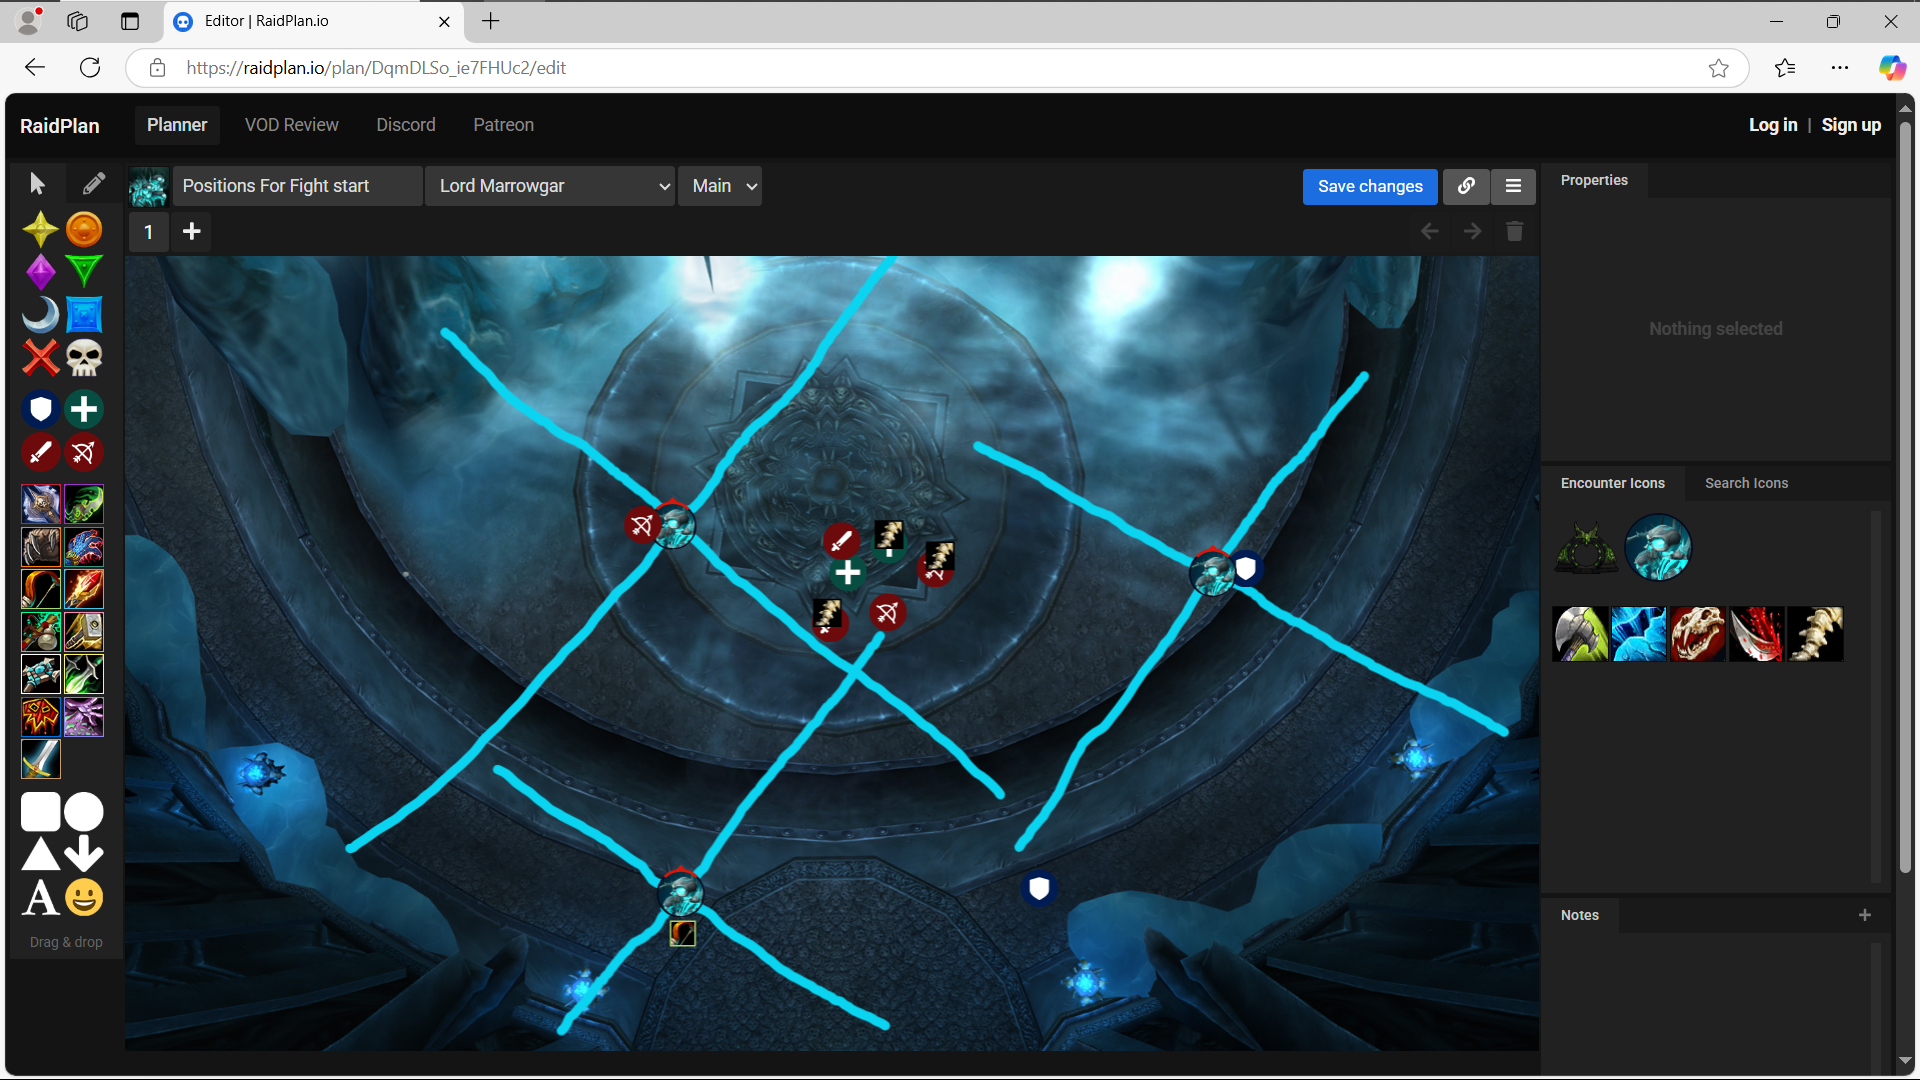 Editor | RaidPlan.io
https://raidplan.io/plan/DqmDLSo_ie7FHUc2/edit
RaidPlan
Planner
VOD Review
Discord
Patreon
Log in | Sign up
Positions For Fight start
Lord Marrowgar
Main
Save changes
Properties
1
Nothing selected
Encounter Icons
Search Icons
A
Drag & drop
Notes